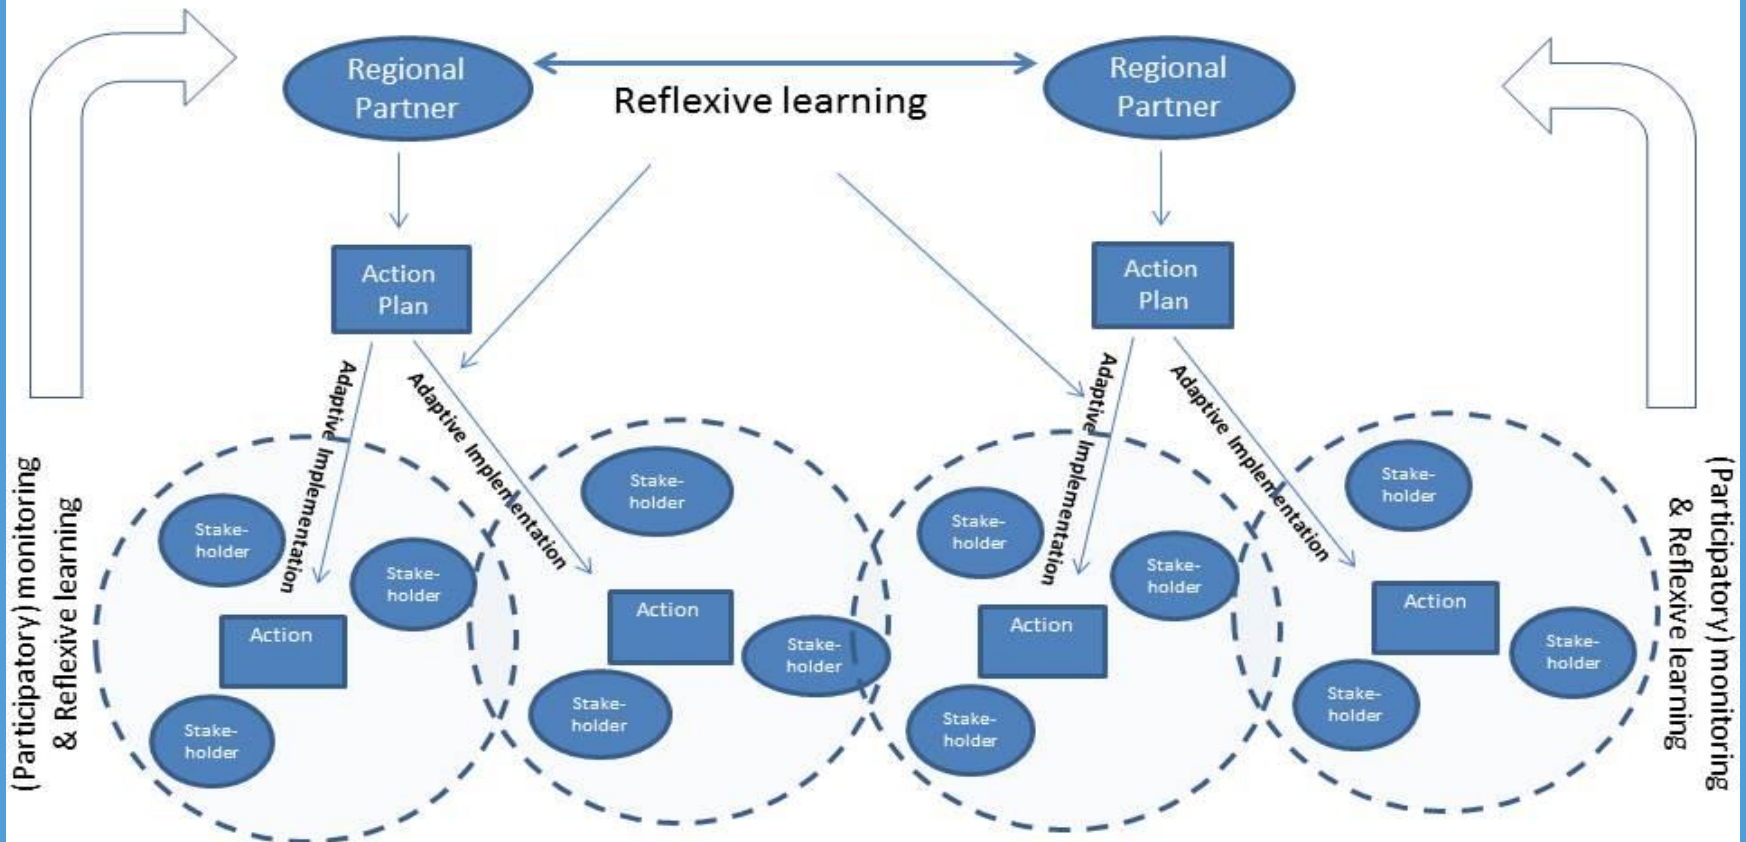 Regional
Partner
Reflexive learning
Regional
Partner
Action
Plan
Action
Plan
Adaptive Implementation
Adaptive Implementation
Adaptive Implementation
Adaptive Implementation
(Participatory) monitoring
& Reflexive learning
Stake-
holder
Stake-
holder
Action
Stake-
holder
Stake-
holder
Action
Stake-
holder
Stake-
holder
Stake-
holder
Stake-
holder
Action
Stake-
holder
Stake-
holder
Action
Stake-
holder
Stake-
holder
(Participatory) monitoring
& Reflexive learning